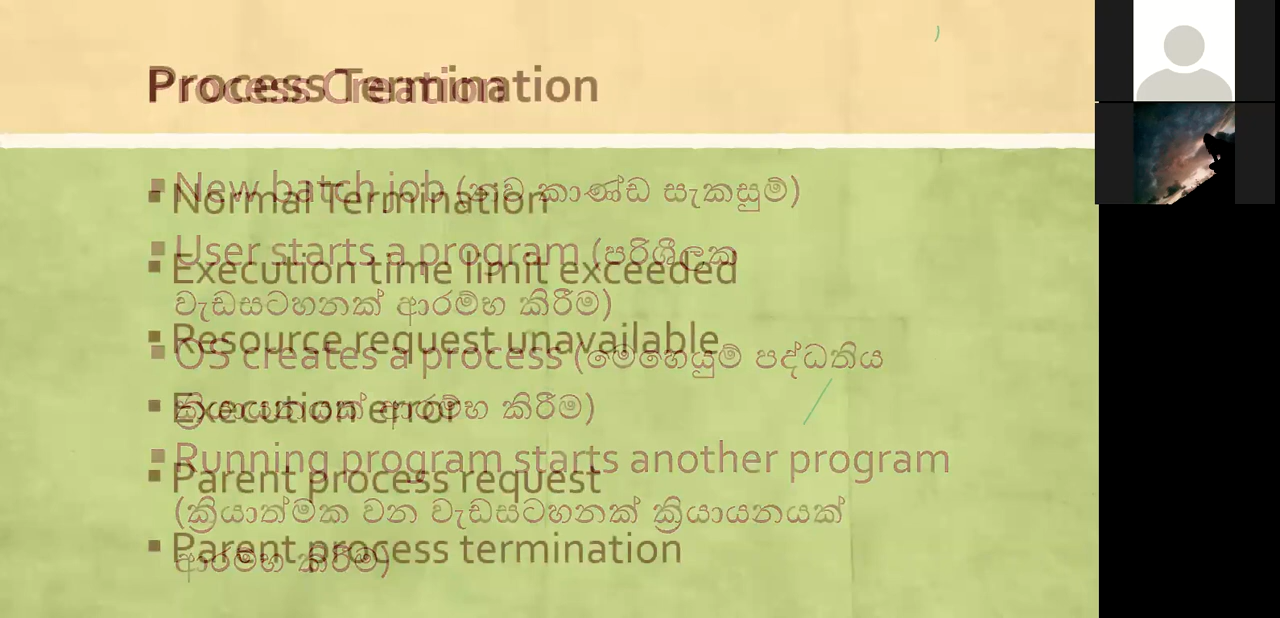 Process Creation
New batch job (නව කාණ්ඩ සැකසුම්)
User starts a program (පරිශීලක
වැඩසටහනක් ආරම්භ කිරීම)
OS creates a process (මෙහෙයුම් පද්ධතිය
ක්‍රියායනයක් ආරම්භ කිරීම)
Running program starts another program
(ක්‍රියාත්මක වන වැඩසටහනක් ක්‍රියායනයක්
ආරම්භ කිරීම)
Process Termination
Normal Termination
Execution time limit exceeded
Resource request unavailable
Execution error
Parent process request
Parent process termination